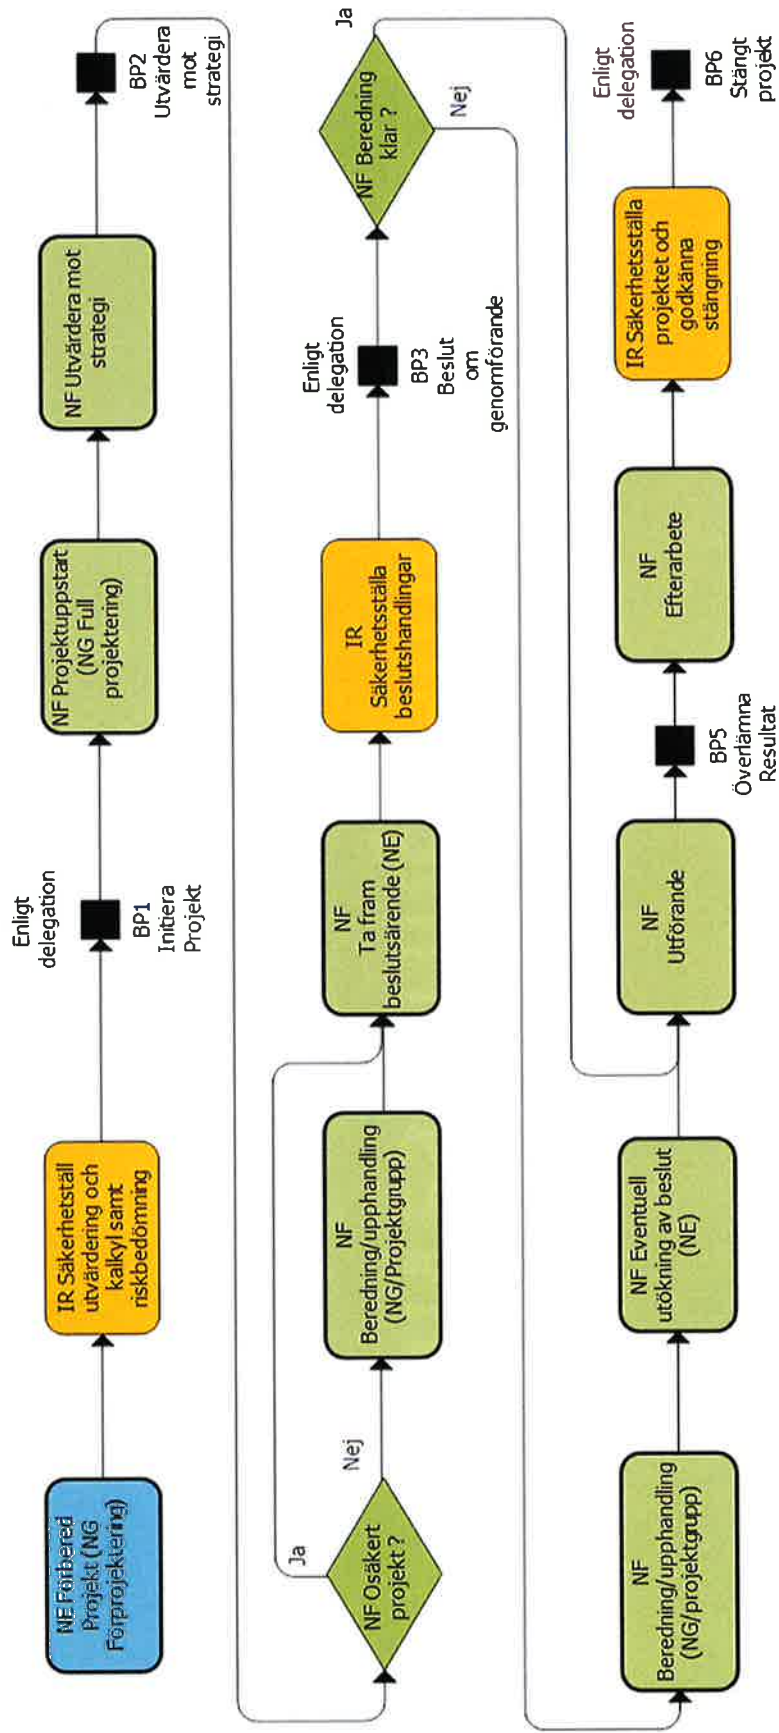 NE Förbered
Projekt (NG
Förprojektering)
IR Säkerhetställ
utvärdering och
kalkyl samt
riskbedömning
Enligt
delegation
BP1
Initiera
Projekt
NF Projektuppstart
(NG Full
projektering)
NF Utvärdera mot
strategi
BP2
Utvärdera
mot
strategi
NF Osäkert
projekt ?
Ja
Nej
NF
Beredning/upphandling
(NG/Projektgrupp)
NF
Ta fram
beslutsärende (NE)
IR
Säkerhetsställa
beslutshandlingar
Enligt
delegation
BP3
Beslut
om
genomförande
NF Beredning
klar ?
Ja
Nej
NF
Beredning/upphandling
(NG/projektgrupp)
NF Eventuell
utökning av beslut
(NE)
NF
Utförande
BP5
Överlämna
Resultat
NF
Efterarbete
IR Säkerhetsställa
projektet och
godkänna
stängning
Enligt
delegation
BP6
Stängt
projekt